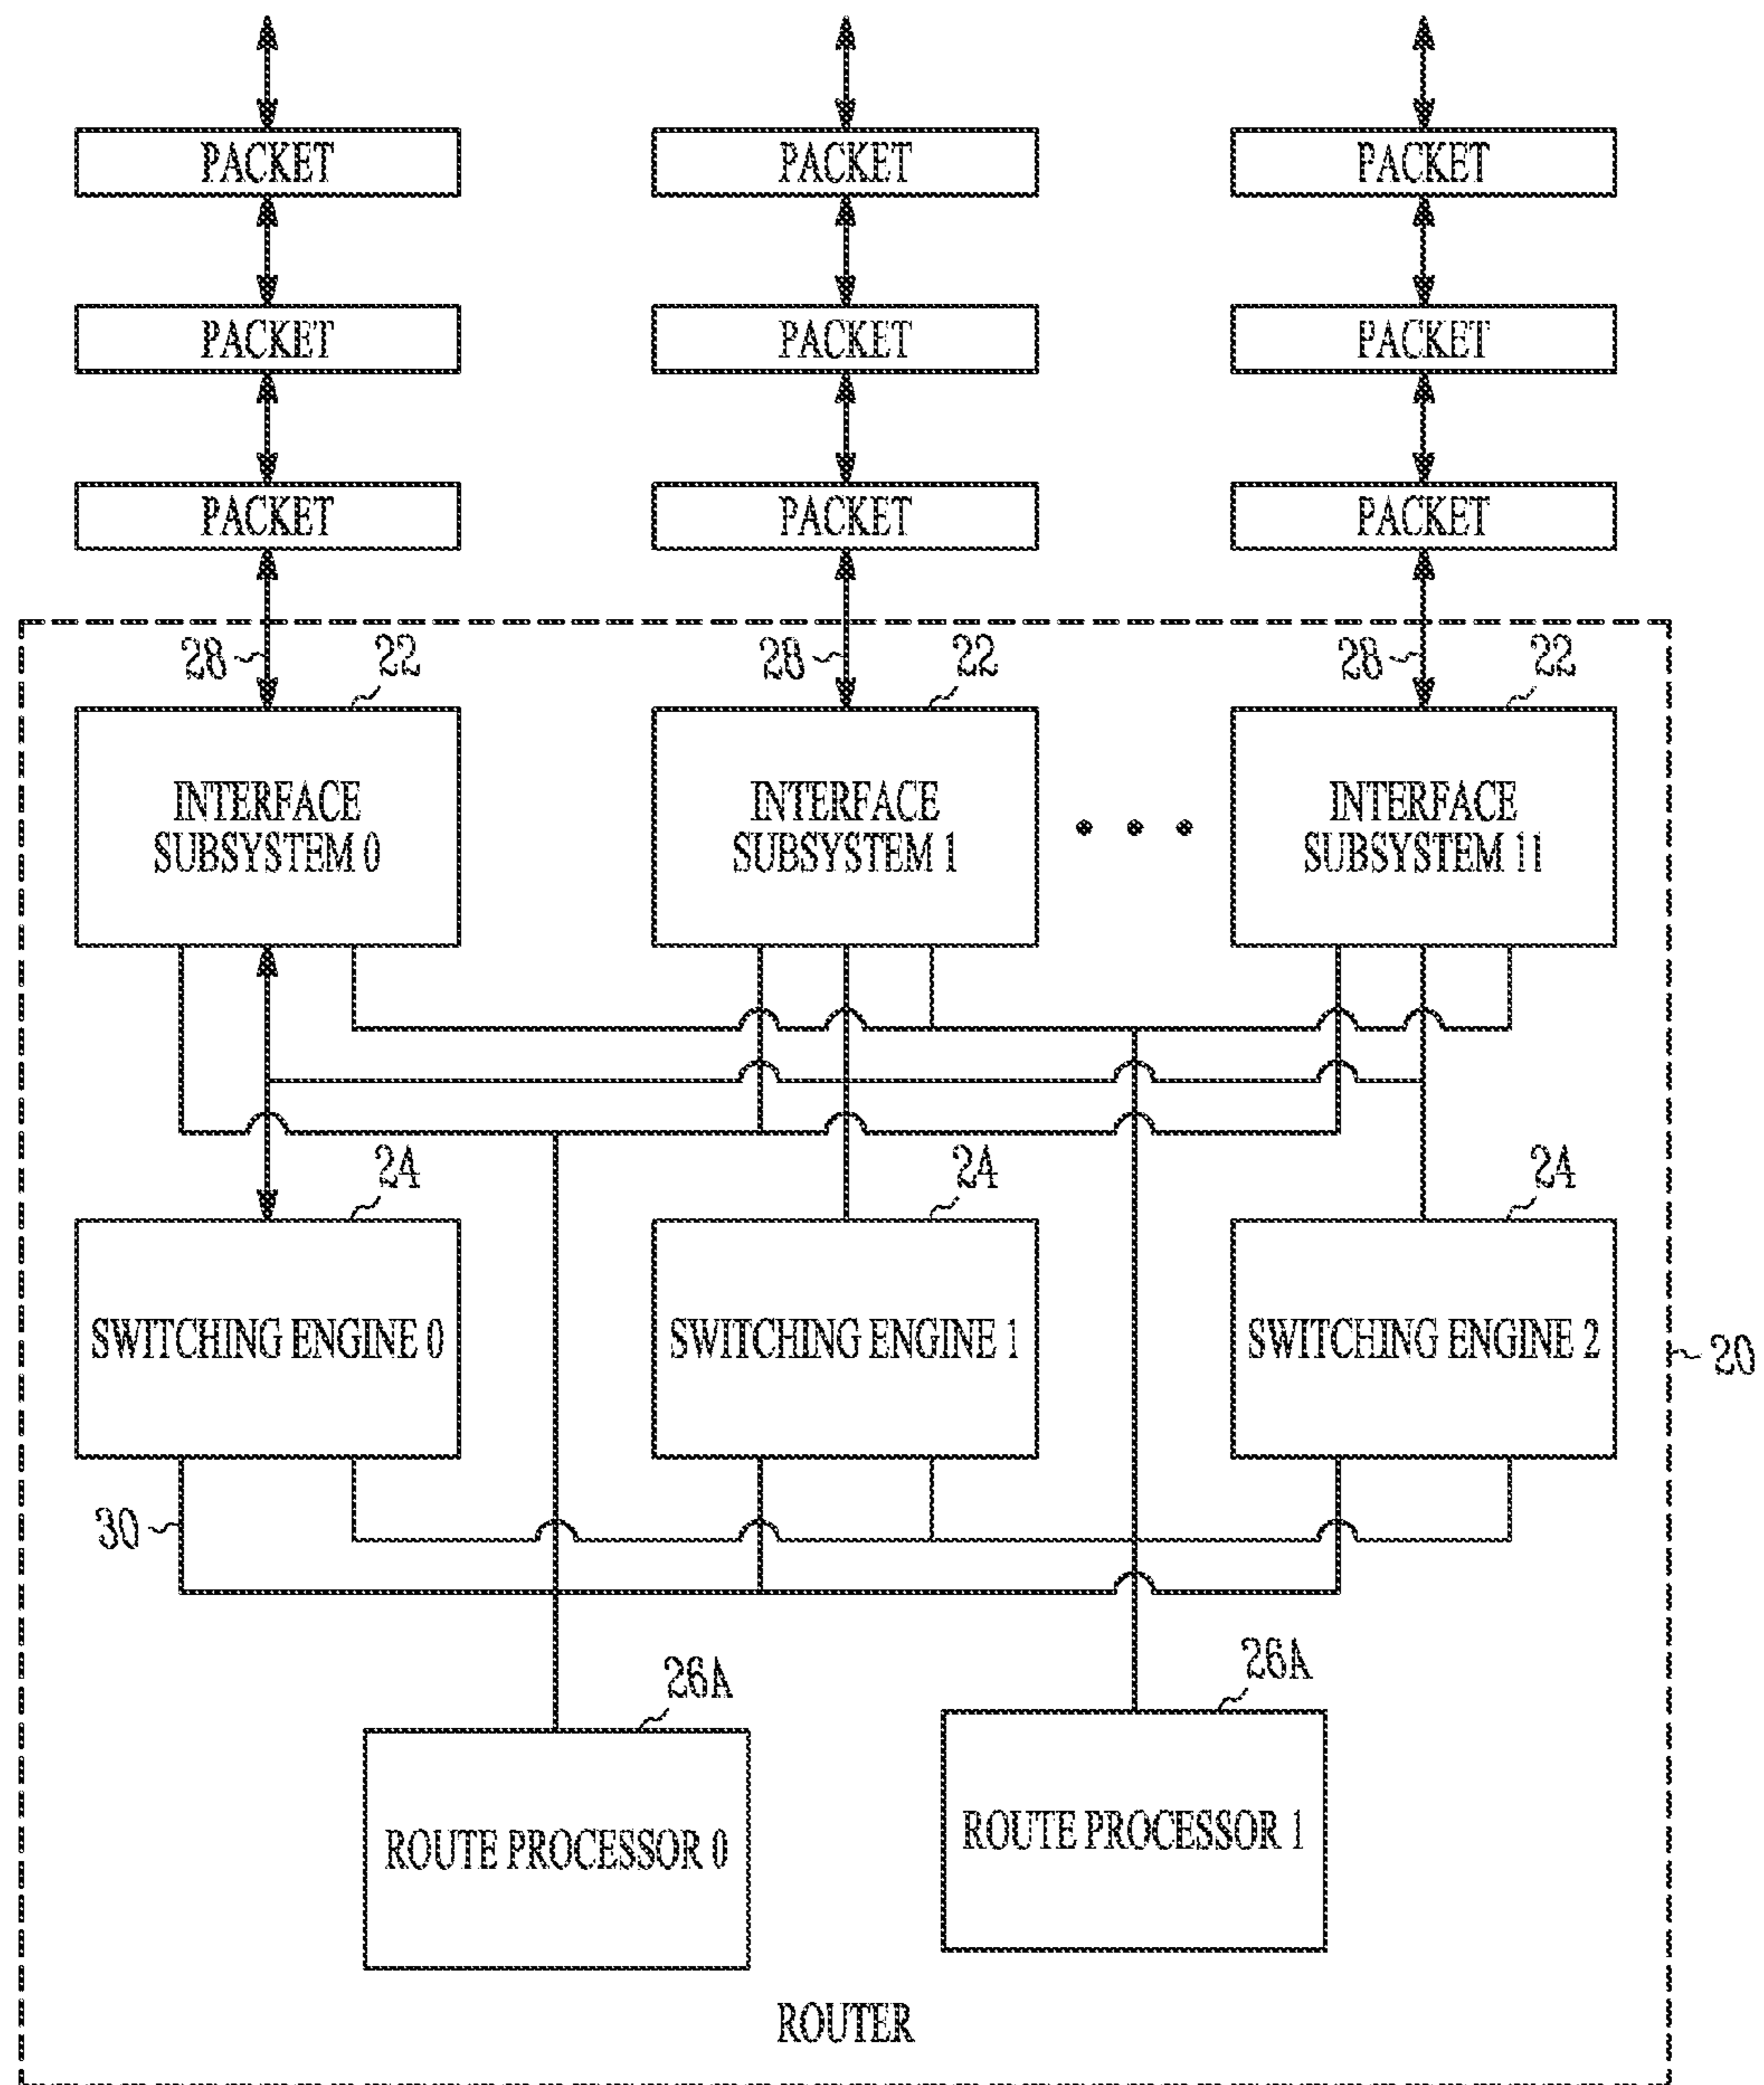 PACKET PACKET PACKET
PACKET PACKET PACKET
PACKET PACKET PACKET
28 22 28 22 28 22
INTERFACE
SUBSYSTEM 0
INTERFACE
SUBSYSTEM 1
INTERFACE
SUBSYSTEM 11
24 24 24
SWITCHING ENGINE 0
SWITCHING ENGINE 1
SWITCHING ENGINE 2
20
30
26A
26A
ROUTE PROCESSOR 0
ROUTE PROCESSOR 1
ROUTER